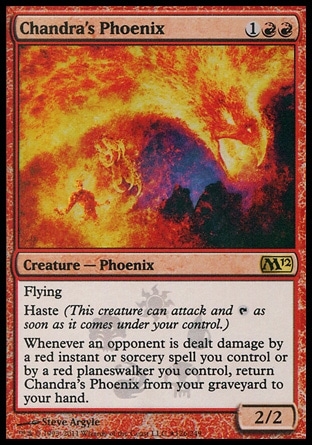 Chandra's Phoenix 1
Creature — Phoenix M12
Flying
Haste (This creature can attack and as
soon as it comes under your control.)
Whenever an opponent is dealt damage by
a red instant or sorcery spell you control or
by a red planeswalker you control, return
Chandra's Phoenix from your graveyard to
your hand.
Steve Argyle
2/2